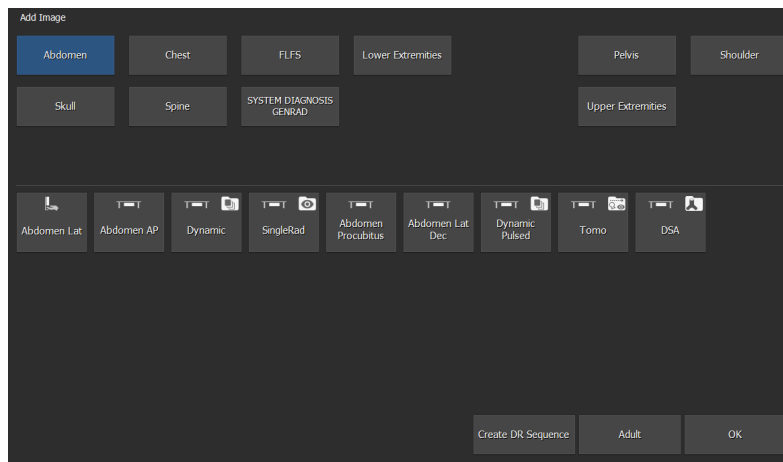 Add Image
Abdomen
Chest
FLFS
Lower Extremities
Pelvis
Shoulder
Skull
Spine
SYSTEM DIAGNOSIS
GENRAD
Upper Extremities
Abdomen Lat
Abdomen AP
Dynamic
SingleRad
Abdomen
Procubitus
Abdomen Lat
Dec
Dynamic
Pulsed
Tomo
DSA
Create DR Sequence
Adult
OK